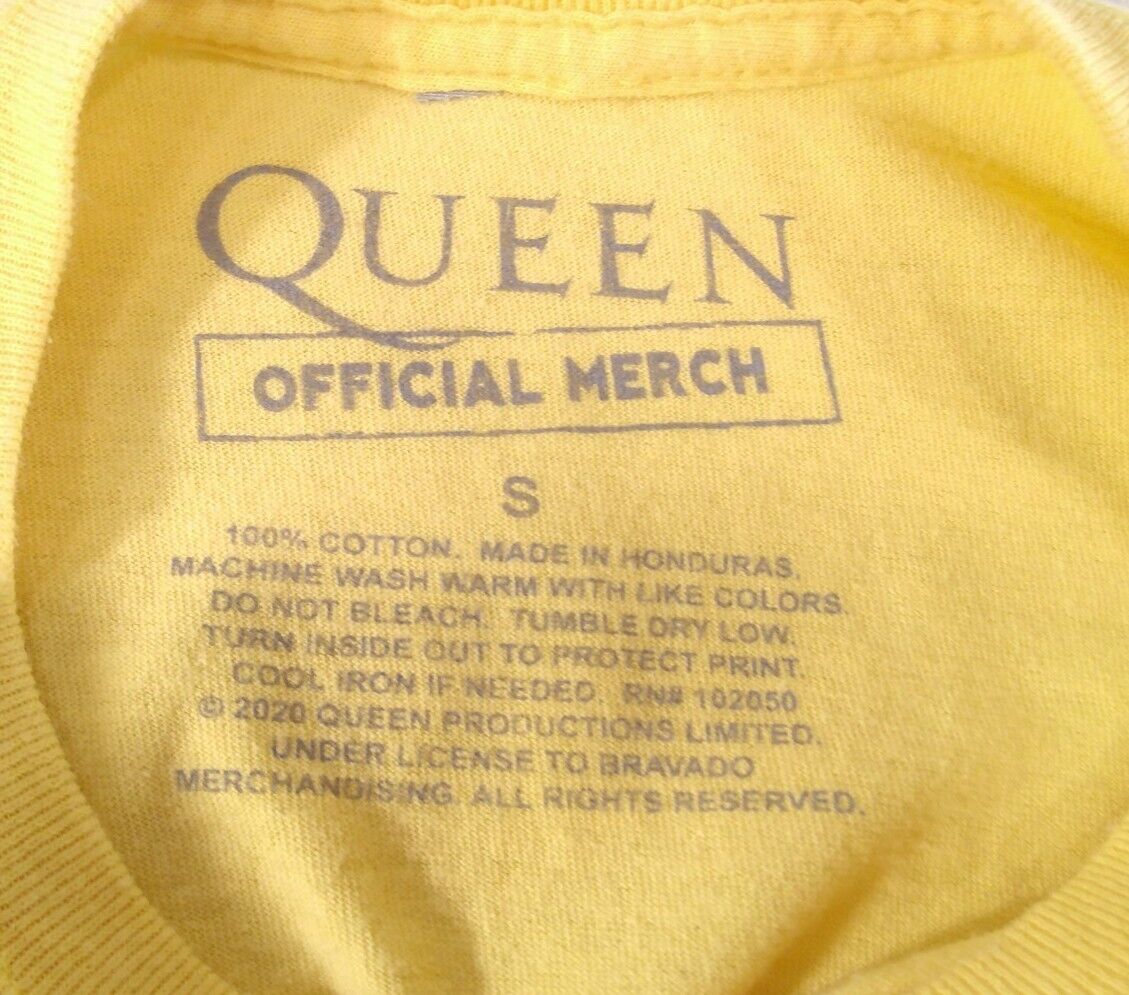 QUEEN
OFFICIAL MERCH
S
100% COTTON. MADE IN HONDURAS.
MACHINE WASH WARM WITH LIKE COLORS.
DO NOT BLEACH. TUMBLE DRY LOW.
TURN INSIDE OUT TO PROTECT PRINT.
COOL IRON IF NEEDED. RN# 102050
© 2020 QUEEN PRODUCTIONS LIMITED.
UNDER LICENSE TO BRAVADO
MERCHANDISING. ALL RIGHTS RESERVED.